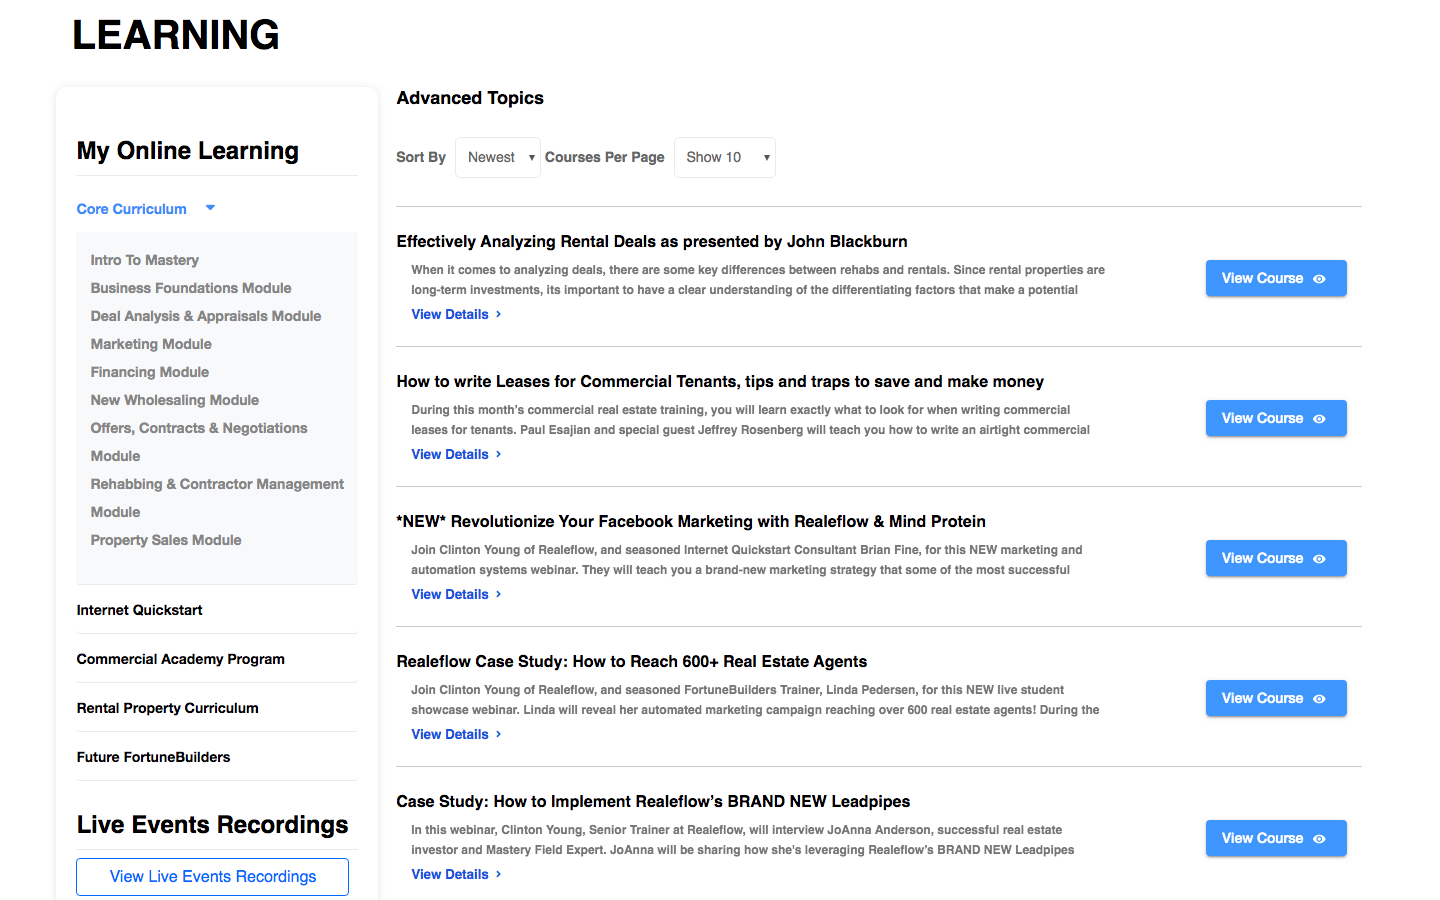 LEARNING
My Online Learning
Core Curriculum
Intro To Mastery
Business Foundations Module
Deal Analysis & Appraisals Module
Marketing Module
Financing Module
New Wholesaling Module
Offers, Contracts & Negotiations
Module
Rehabbing & Contractor Management
Module
Property Sales Module
Internet Quickstart
Commercial Academy Program
Rental Property Curriculum
Future FortuneBuilders
Live Events Recordings
View Live Events Recordings
Advanced Topics
Sort By Newest Courses Per Page Show 10
Effectively Analyzing Rental Deals as presented by John Blackburn
When it comes to analyzing deals, there are some key differences between rehabs and rentals. Since rental properties are
long-term investments, its important to have a clear understanding of the differentiating factors that make a potential
View Details
View Course
How to write Leases for Commercial Tenants, tips and traps to save and make money
During this month's commercial real estate training, you will learn exactly what to look for when writing commercial
leases for tenants. Paul Esajian and special guest Jeffrey Rosenberg will teach you how to write an airtight commercial
View Details
View Course
*NEW* Revolutionize Your Facebook Marketing with Realeflow & Mind Protein
Join Clinton Young of Realeflow, and seasoned Internet Quickstart Consultant Brian Fine, for this NEW marketing and
automation systems webinar. They will teach you a brand-new marketing strategy that some of the most successful
View Details
View Course
Realeflow Case Study: How to Reach 600+ Real Estate Agents
Join Clinton Young of Realeflow, and seasoned FortuneBuilders Trainer, Linda Pedersen, for this NEW live student
showcase webinar. Linda will reveal her automated marketing campaign reaching over 600 real estate agents! During the
View Details
View Course
Case Study: How to Implement Realeflow's BRAND NEW Leadpipes
In this webinar, Clinton Young, Senior Trainer at Realeflow, will interview JoAnna Anderson, successful real estate
investor and Mastery Field Expert. JoAnna will be sharing how she's leveraging Realeflow's BRAND NEW Leadpipes
View Details
View Course